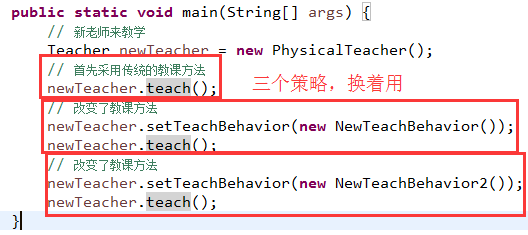 public static void main(String[] args) {
// 新老师来教学
Teacher newTeacher = new PhysicalTeacher();
// 首先采用传统的教课方法
newTeacher.teach();
三个策略，换着用
// 改变了教课方法
newTeacher.setTeachBehavior(new NewTeachBehavior());
newTeacher.teach();
// 改变了教课方法
newTeacher.setTeachBehavior(new NewTeachBehavior2());
newTeacher.teach();
}